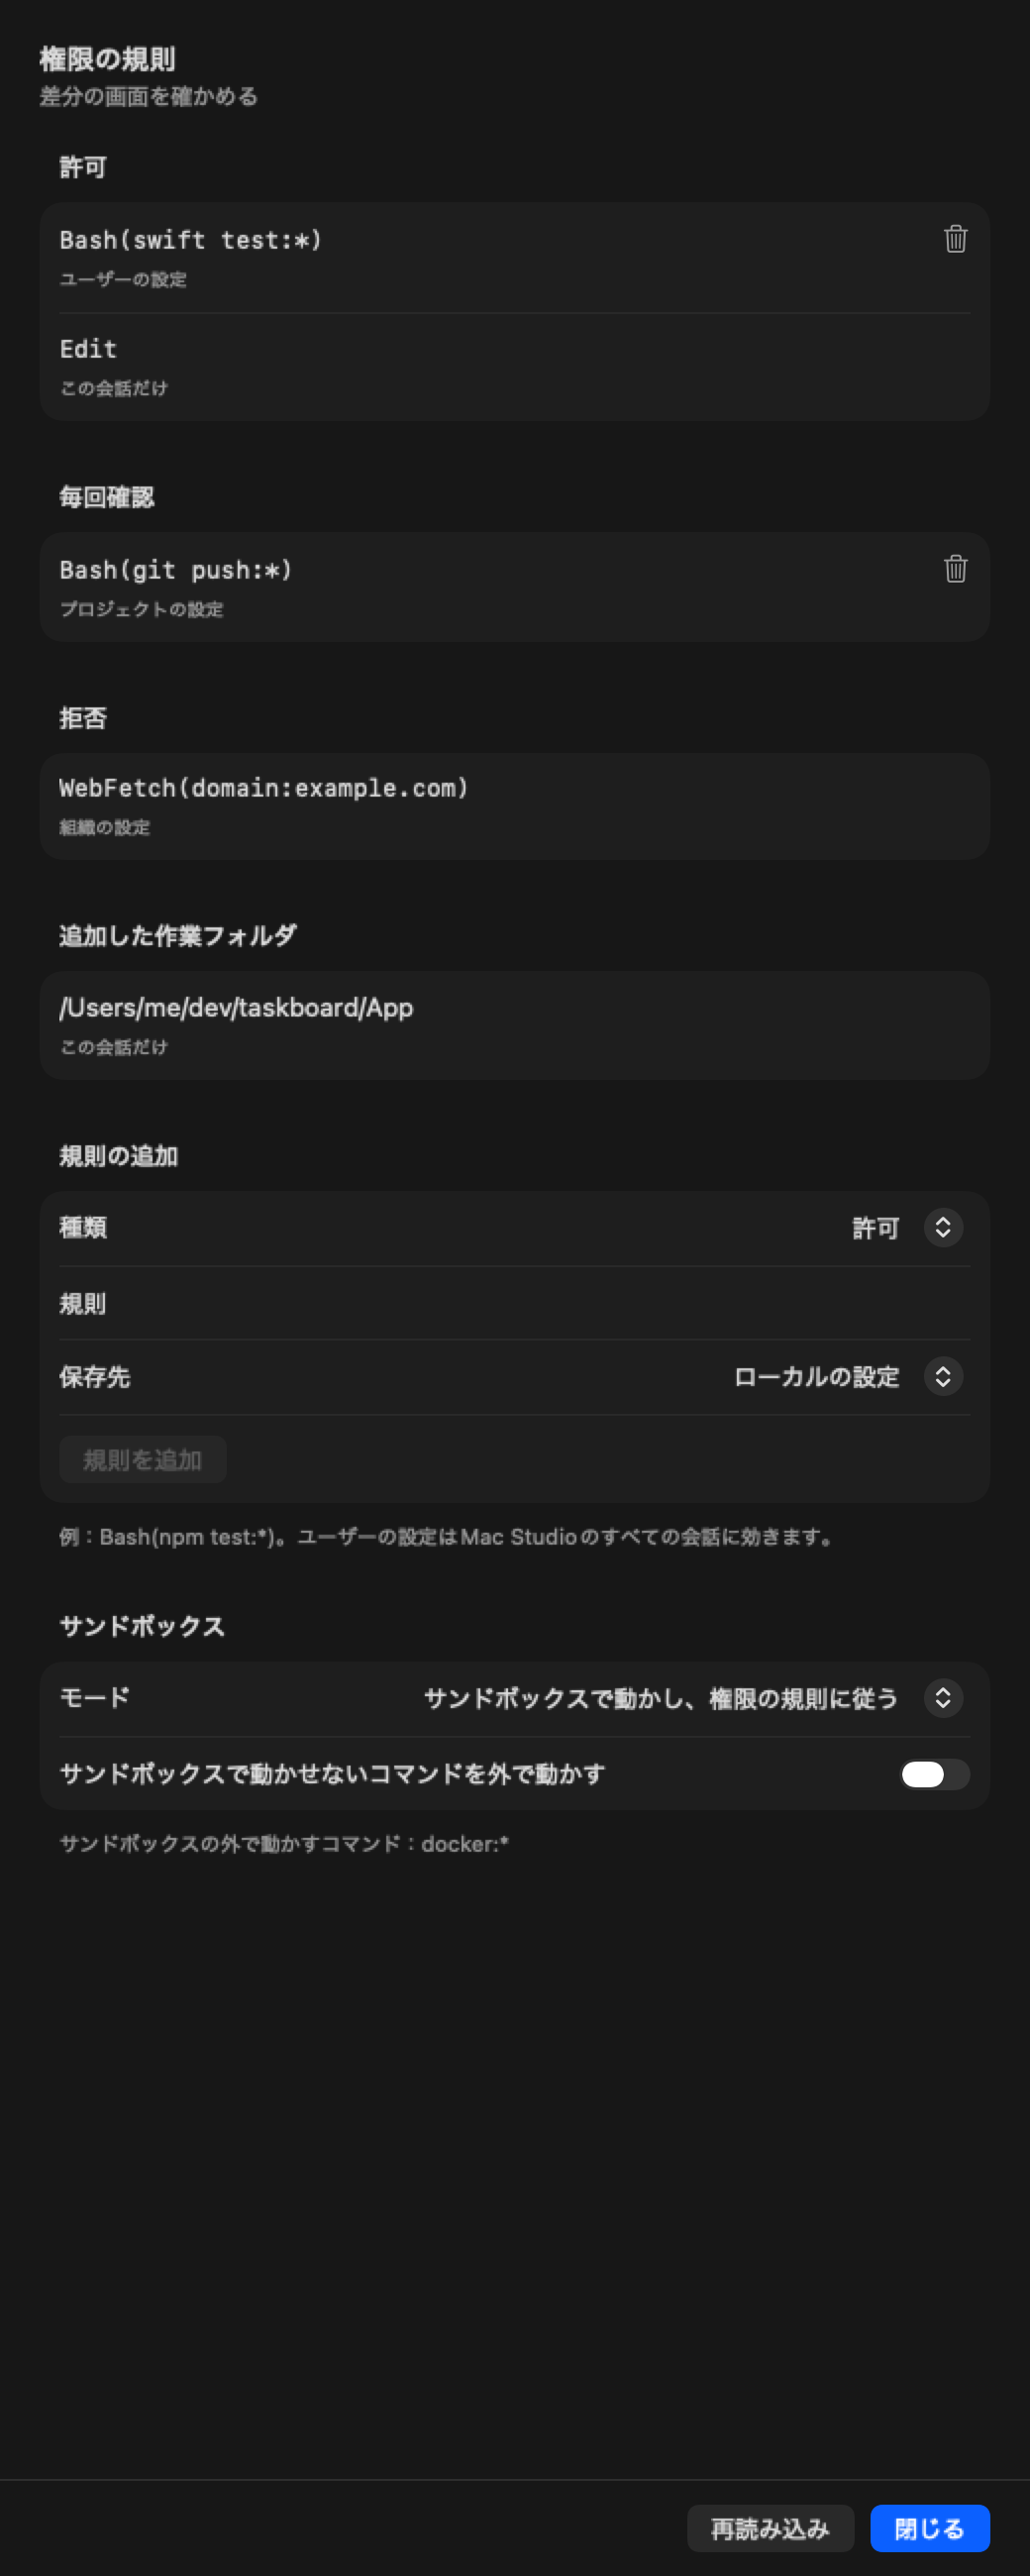 権限の規則
差分の画面を確かめる
許可
Bash(swift test:*)
ユーザーの設定
Edit
この会話だけ
毎回確認
Bash(git push:*)
プロジェクトの設定
拒否
WebFetch(domain:example.com)
組織の設定
追加した作業フォルダ
/Users/me/dev/taskboard/App
この会話だけ
規則の追加
種類 許可
規則
保存先 ローカルの設定
規則を追加
例：Bash(npm test:*)。ユーザーの設定はMac Studioのすべての会話に効きます。
サンドボックス
モード サンドボックスで動かし、権限の規則に従う
サンドボックスで動かせないコマンドを外で動かす
サンドボックスの外で動かすコマンド：docker:*
再読み込み 閉じる